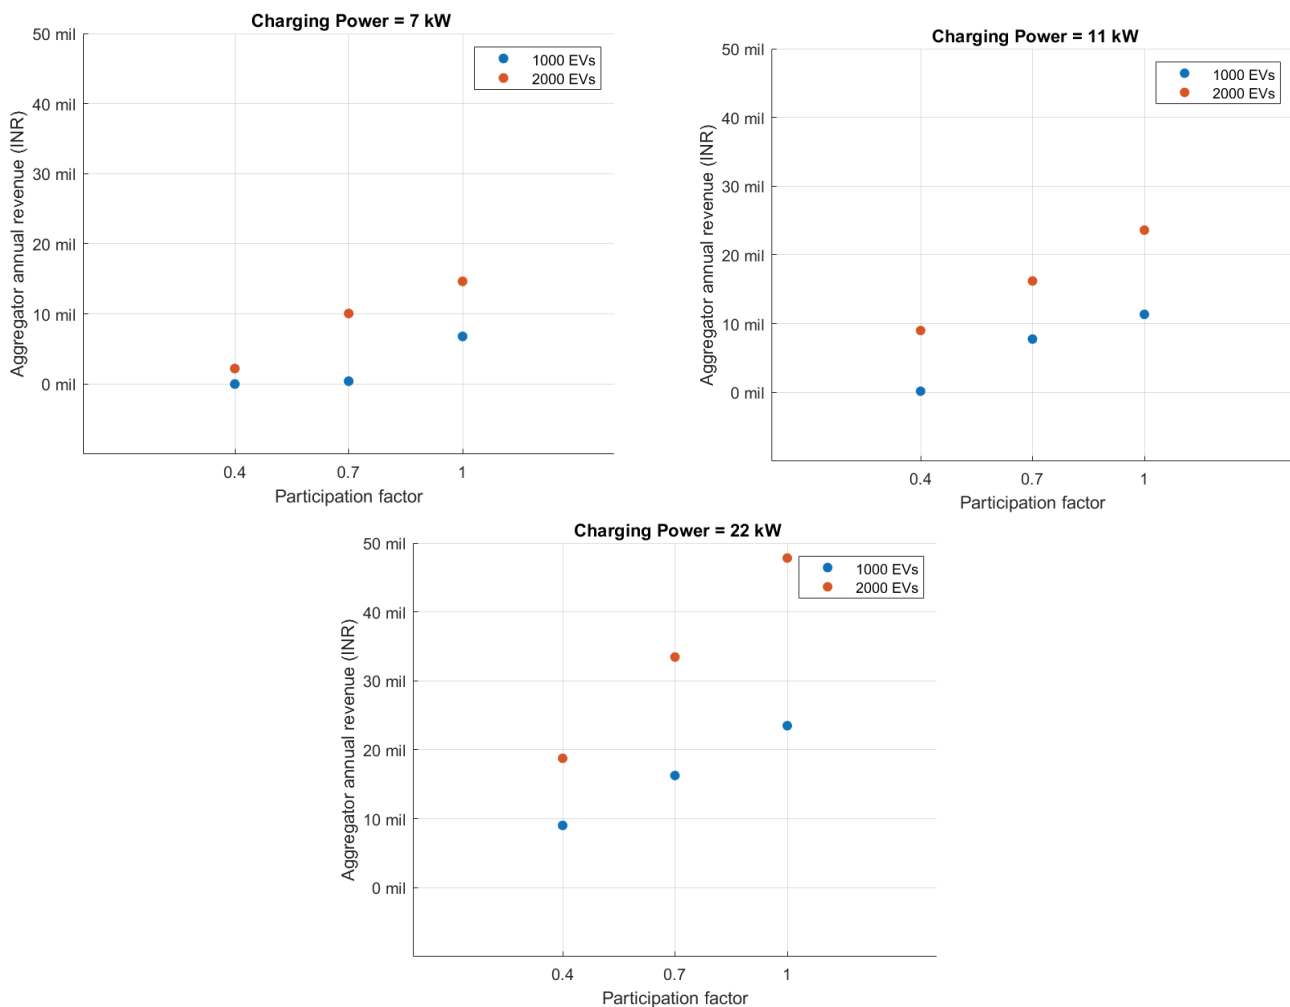 Charging Power = 7 kW
50 mil
40 mil
30 mil
20 mil
10 mil
0 mil
Aggregator annual revenue (INR)
1000 EVs
2000 EVs
0.4 0.7 1
Participation factor
Charging Power = 11 kW
50 mil
40 mil
30 mil
20 mil
10 mil
0 mil
Aggregator annual revenue (INR)
1000 EVs
2000 EVs
0.4 0.7 1
Participation factor
Charging Power = 22 kW
50 mil
40 mil
30 mil
20 mil
10 mil
0 mil
Aggregator annual revenue (INR)
1000 EVs
2000 EVs
0.4 0.7 1
Participation factor